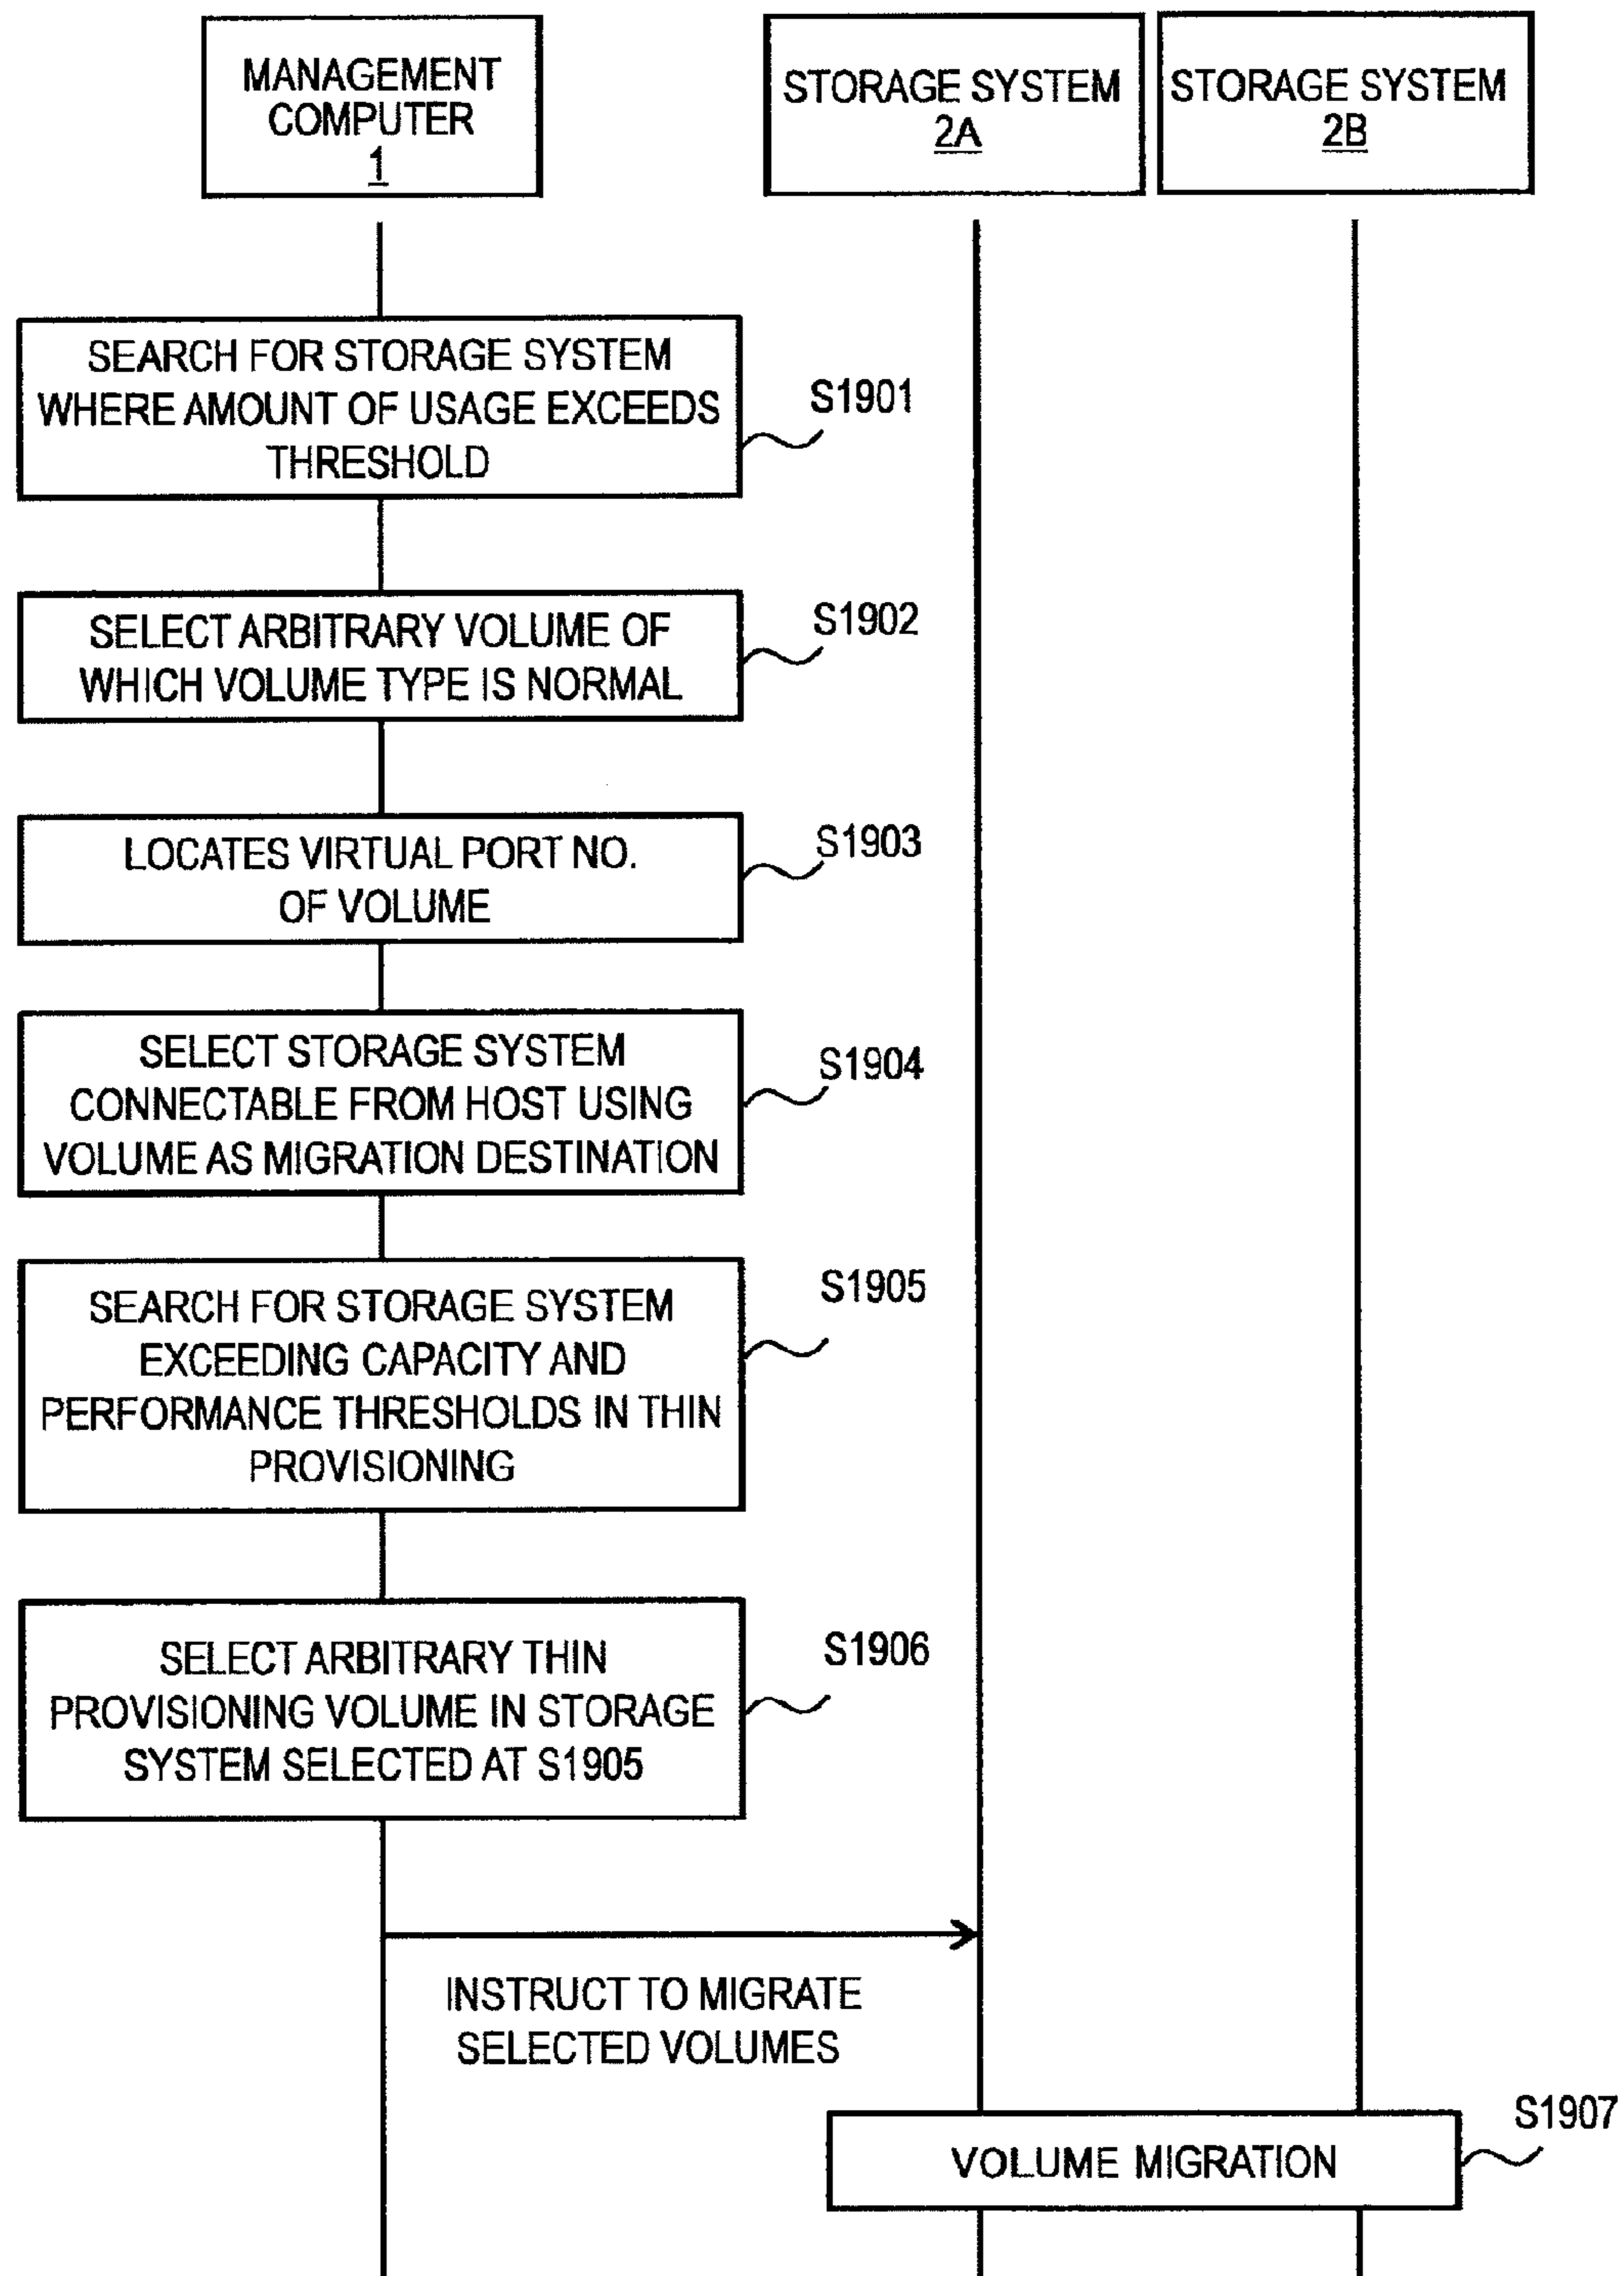 MANAGEMENT
COMPUTER
1
STORAGE SYSTEM
2A
STORAGE SYSTEM
2B
SEARCH FOR STORAGE SYSTEM
WHERE AMOUNT OF USAGE EXCEEDS
THRESHOLD
S1901
SELECT ARBITRARY VOLUME OF
WHICH VOLUME TYPE IS NORMAL
S1902
LOCATES VIRTUAL PORT NO.
OF VOLUME
S1903
SELECT STORAGE SYSTEM
CONNECTABLE FROM HOST USING
VOLUME AS MIGRATION DESTINATION
S1904
SEARCH FOR STORAGE SYSTEM
EXCEEDING CAPACITY AND
PERFORMANCE THRESHOLDS IN THIN
PROVISIONING
S1905
SELECT ARBITRARY THIN
PROVISIONING VOLUME IN STORAGE
SYSTEM SELECTED AT S1905
S1906
INSTRUCT TO MIGRATE
SELECTED VOLUMES
VOLUME MIGRATION
S1907